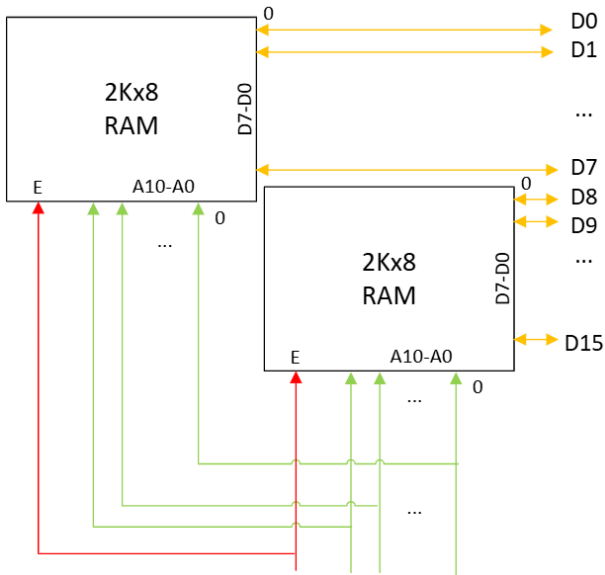 0
D0
D1
2Kx8
RAM
D7-D0
...
D7
E
A10-A0
0
...
0
D8
D9
2Kx8
RAM
D7-D0
...
D15
E
A10-A0
0
...
...